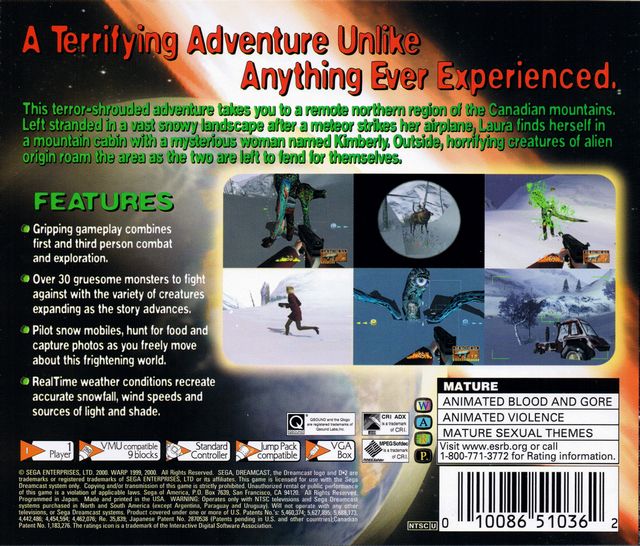 A Terrifying Adventure Unlike
Anything Ever Experienced.
This terror-shrouded adventure takes you to a remote northern region of the Canadian mountains.
Left stranded in a vast snowy landscape after a meteor strikes her airplane, Laura finds herself in
a mountain cabin with a mysterious woman named Kimberly. Outside, horrifying creatures of alien
origin roam the area as the two are left to fend for themselves.
FEATURES
Gripping gameplay combines
first and third person combat
and exploration.
Over 30 gruesome monsters to fight
against with the variety of creatures
expanding as the story advances.
Pilot snow mobiles, hunt for food and
capture photos as you freely move
about this frightening world.
RealTime weather conditions recreate
accurate snowfall, wind speeds and
sources of light and shade.
MATURE
ANIMATED BLOOD AND GORE
ANIMATED VIOLENCE
MATURE SEXUAL THEMES
Visit www.esrb.org or call
1-800-771-3772 for Rating information.
Q
QSOUND and the Qlogo
are registered trademarks of
QSound Labs, Inc.
CRI ADX
is a trademark
of CRI.
MPEG Sofdec
is a trademark
of CRI.
W
A
R
P.
1
Player
VMU compatible
9 blocks
Standard
Controller
Jump Pack
compatible
VGA
Box
© SEGA ENTERPRISES, LTD. 2000. WARP 1999, 2000. All Rights Reserved. SEGA, DREAMCAST, the Dreamcast logo and D•2 are
trademarks or registered trademarks of SEGA ENTERPRISES, LTD or its affiliates. This game is licensed for use with the Sega
Dreamcast system only. Copying and/or transmission of this game is strictly prohibited. Unauthorized rental or public performance
of this game is a violation of applicable laws. Sega of America, P.O. Box 7639, San Francisco, CA 94120. All Rights Reserved.
Programmed in Japan. Made and printed in the USA. WARNING: Operates only with NTSC televisions and Sega Dreamcast
systems purchased in North and South America (except Argentina, Paraguay and Uruguay). Will not operate with any other
televisions, or Sega Dreamcast systems. Product covered under one or more of U.S. Patent No.'s: 5,460,374; 5,627,895; 5,688,173;
4,442,486; 4,454,594; 4,462,076; Re. 35,839; Japanese Patent No. 2870538 (Patents pending in U.S. and other countries); Canadian
Patent No. 1,183,276. The ratings icon is a trademark of the Interactive Digital Software Association.
NTSC U
0 10086 51036 2